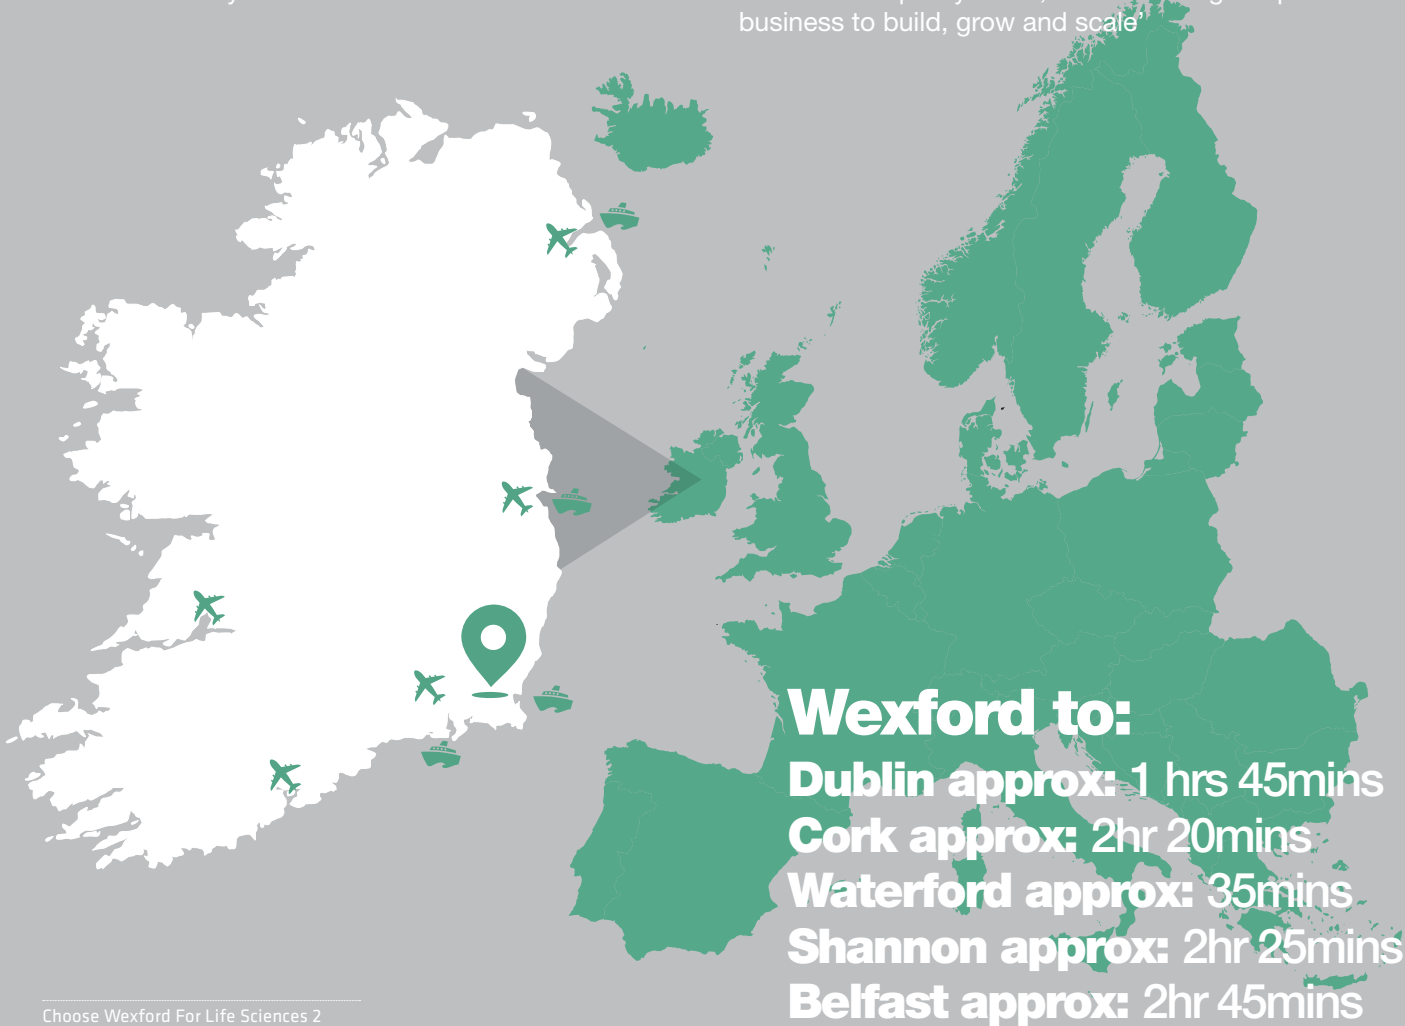 business to build, grow and scale’
Wexford to:
Dublin approx: 1 hrs 45mins
Cork approx: 2hr 20mins
Waterford approx: 35mins
Shannon approx: 2hr 25mins
Belfast approx: 2hr 45mins
Choose Wexford For Life Sciences 2